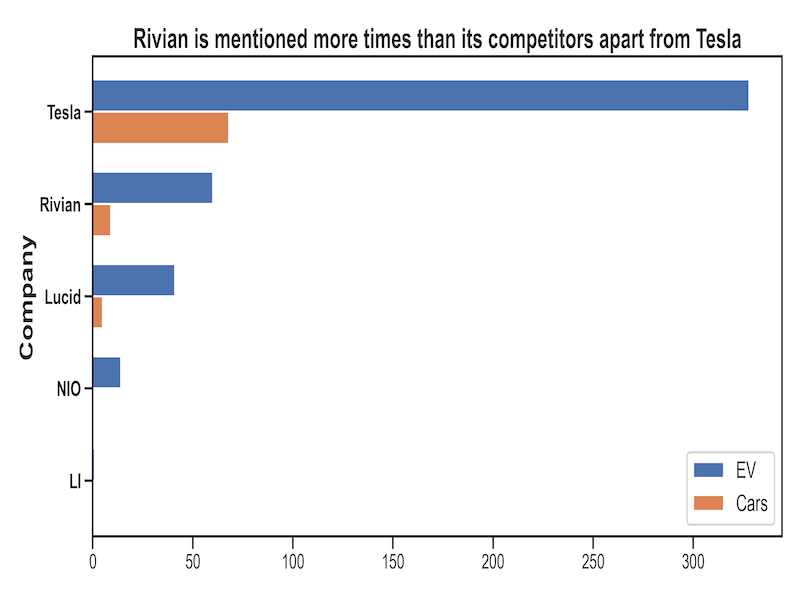 Rivian is mentioned more times than its competitors apart from Tesla
Company
Tesla
Rivian
Lucid
NIO
LI
EV
Cars
0 50 100 150 200 250 300